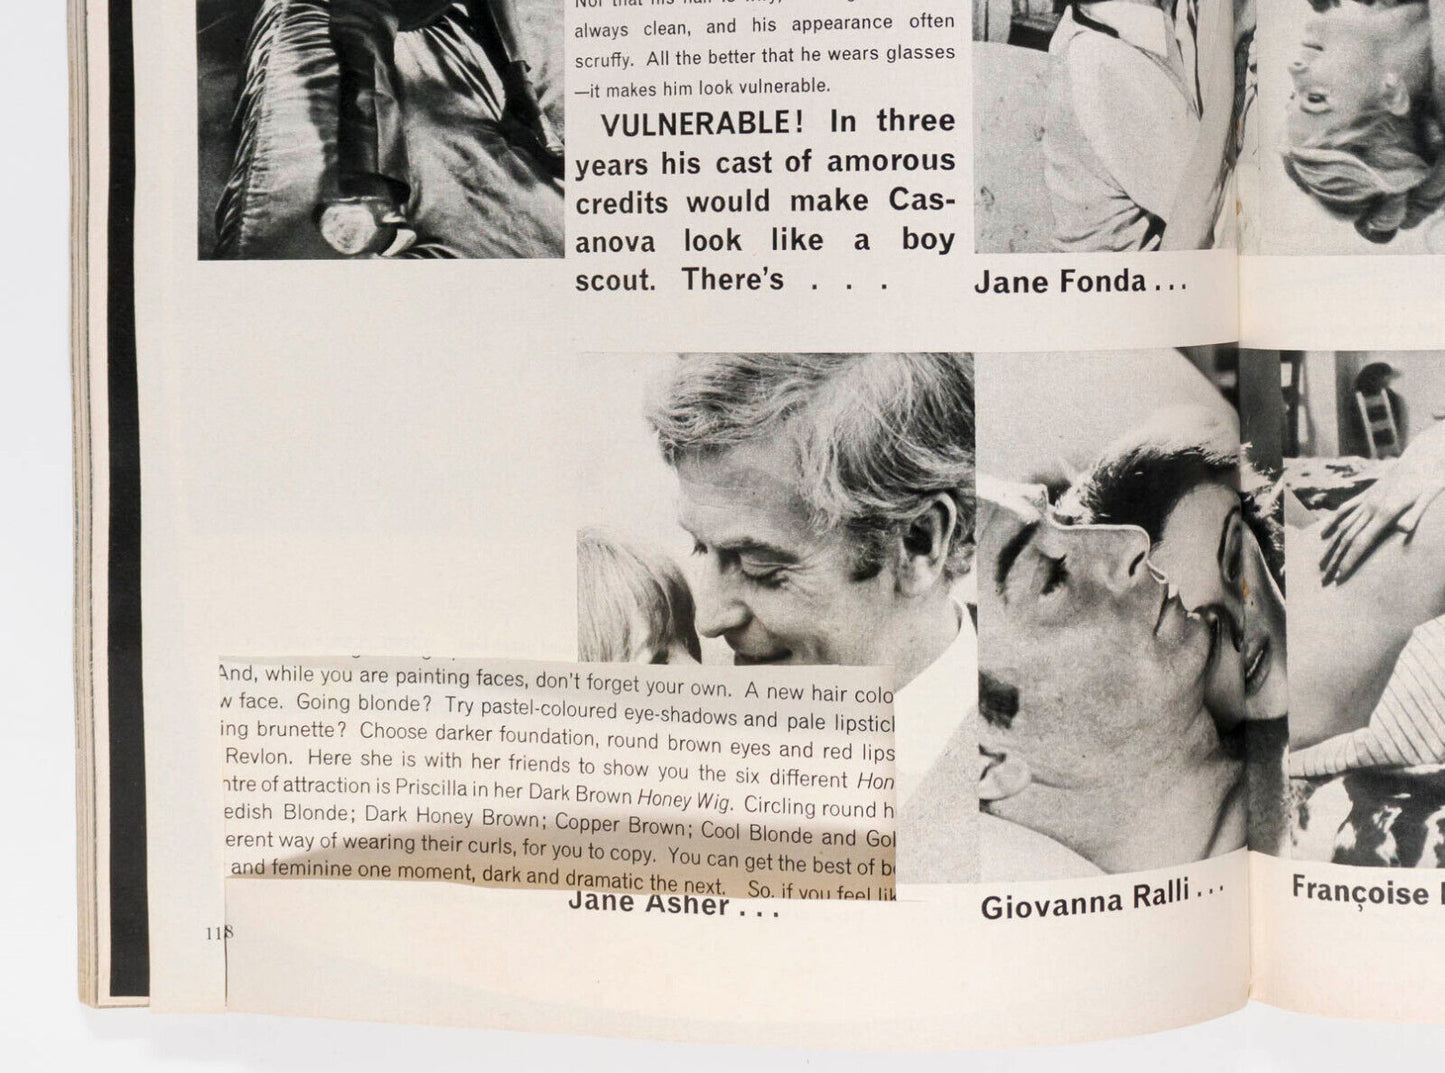 always clean, and his appearance often
scruffy. All the better that he wears glasses
—it makes him look vulnerable.
VULNERABLE! In three
years his cast of amorous
credits would make Cas-
anova look like a boy
scout. There's . . .
Jane Fonda...
And, while you are painting faces, don't forget your own. A new hair colo
w face. Going blonde? Try pastel-coloured eye-shadows and pale lipstic
ing brunette? Choose darker foundation, round brown eyes and red lips
Revlon. Here she is with her friends to show you the six different Hon
ntre of attraction is Priscilla in her Dark Brown Honey Wig. Circling round h
edish Blonde; Dark Honey Brown; Copper Brown; Cool Blonde and Gol
erent way of wearing their curls, for you to copy. You can get the best of b
and feminine one moment, dark and dramatic the next. So, if you feel lik
Jane Asher...
Giovanna Ralli...
Françoise
118